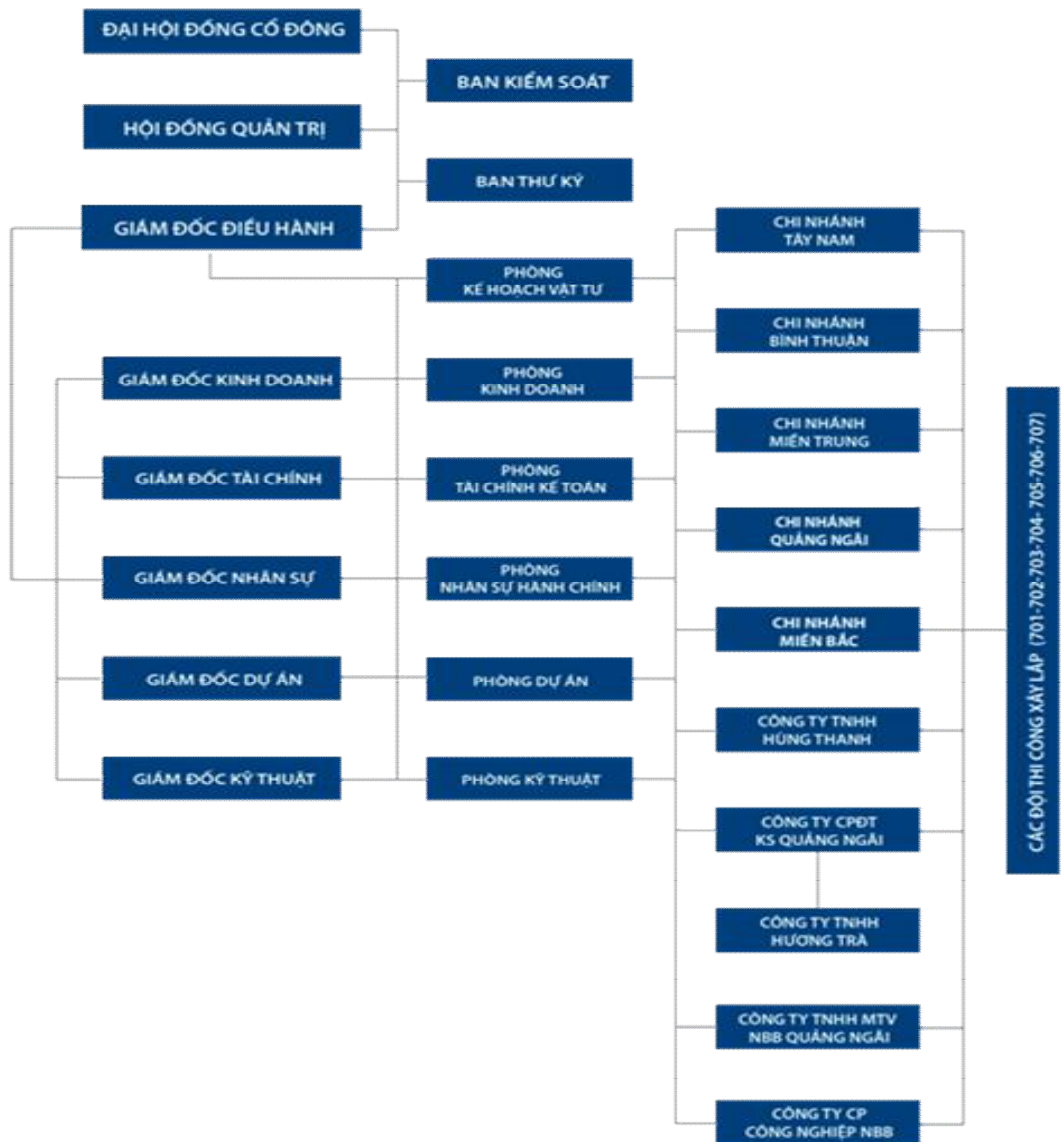 ĐẠI HỘI ĐỒNG CỔ ĐÔNG
BAN KIỂM SOÁT
HỘI ĐỒNG QUẢN TRỊ
BAN THƯ KÝ
GIÁM ĐỐC ĐIỀU HÀNH
PHÒNG
KẾ HOẠCH VẬT TƯ
GIÁM ĐỐC KINH DOANH
PHÒNG
KINH DOANH
GIÁM ĐỐC TÀI CHÍNH
PHÒNG
TÀI CHÍNH KẾ TOÁN
GIÁM ĐỐC NHÂN SỰ
PHÒNG
NHÂN SỰ HÀNH CHÍNH
GIÁM ĐỐC DỰ ÁN
PHÒNG DỰ ÁN
GIÁM ĐỐC KỸ THUẬT
PHÒNG KỸ THUẬT
CHI NHÁNH
TÂY NAM
CHI NHÁNH
BÌNH THUẬN
CHI NHÁNH
MIỀN TRUNG
CHI NHÁNH
QUẢNG NGÃI
CHI NHÁNH
MIỀN BẮC
CÔNG TY TNHH
HÙNG THANH
CÔNG TY CPĐT
KS QUẢNG NGÃI
CÔNG TY TNHH
HƯƠNG TRÀ
CÔNG TY TNHH MTV
NBB QUẢNG NGÃI
CÔNG TY CP
CÔNG NGHIỆP NBB
CÁC ĐỘI THI CÔNG XÂY LẮP (701-702-703-704- 705-706-707)